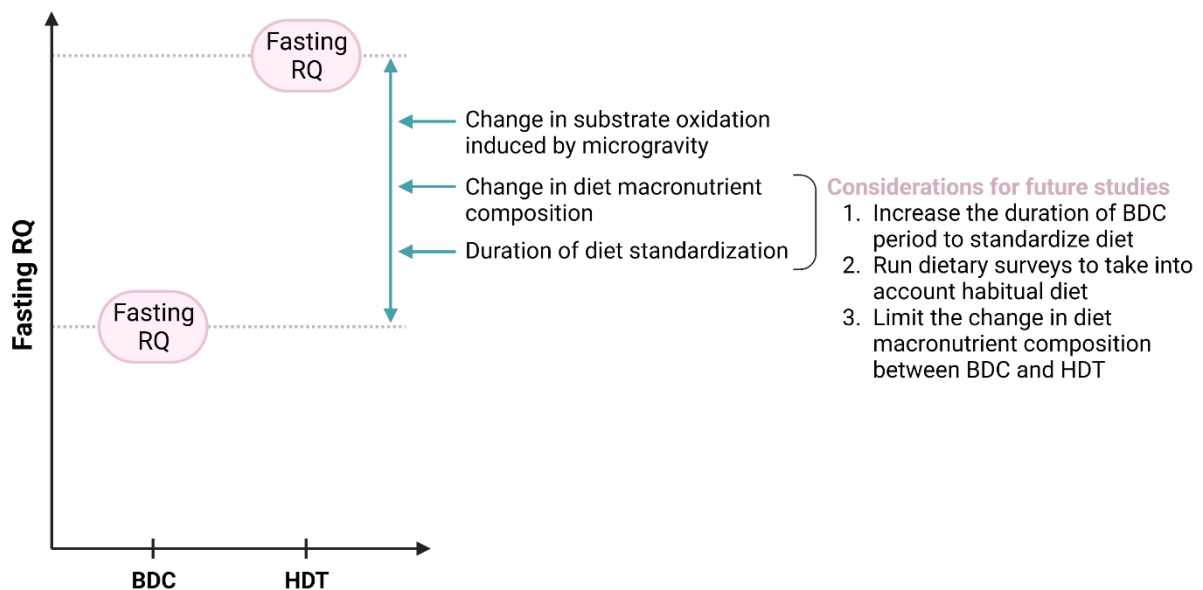 Fasting
RQ
Change in substrate oxidation
induced by microgravity
Change in diet macronutrient
composition
Duration of diet standardization
Considerations for future studies
1. Increase the duration of BDC
period to standardize diet
2. Run dietary surveys to take into
account habitual diet
3. Limit the change in diet
macronutrient composition
between BDC and HDT
Fasting RQ
Fasting
RQ
BDC
HDT